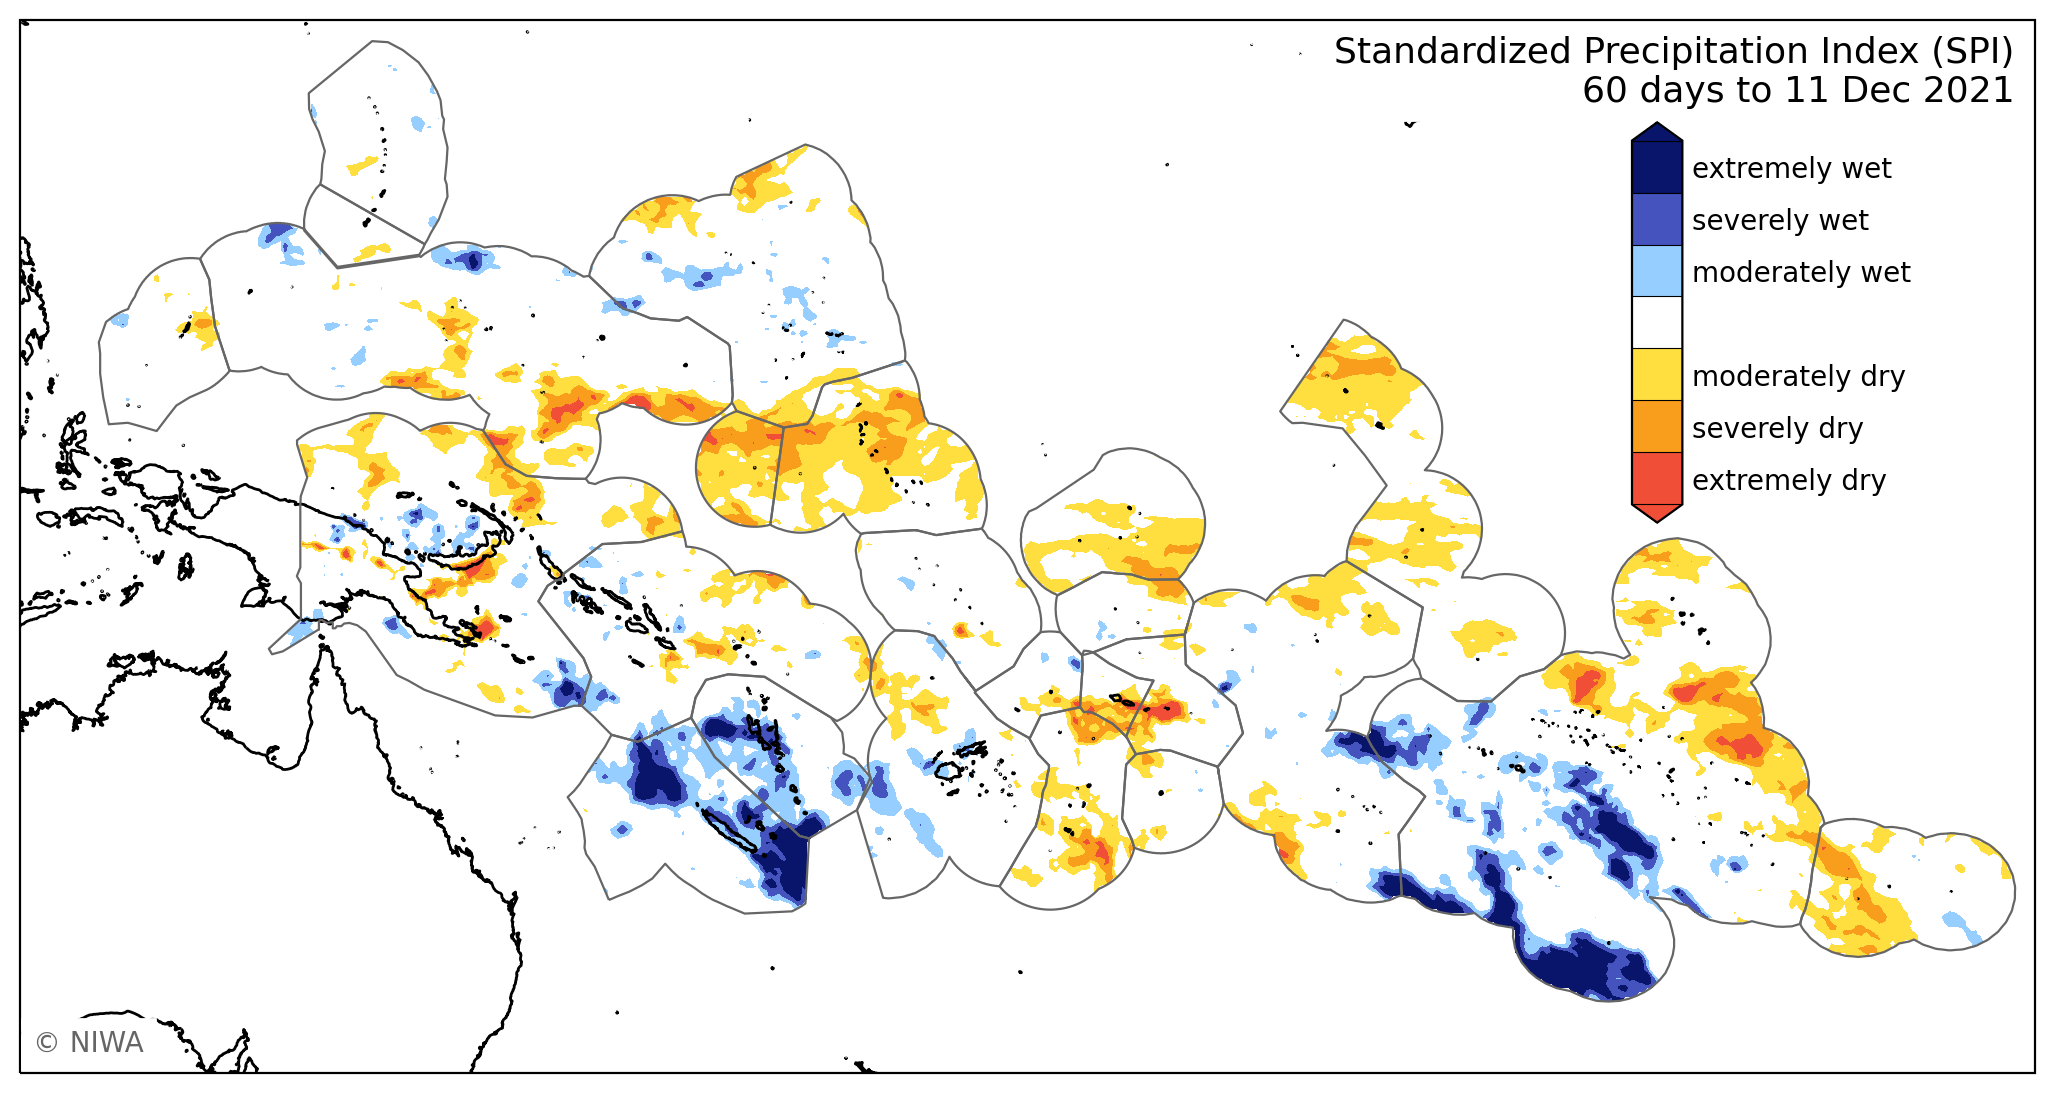 Standardized Precipitation Index (SPI)
60 days to 11 Dec 2021
extremely wet
severely wet
moderately wet
moderately dry
severely dry
extremely dry
© NIWA